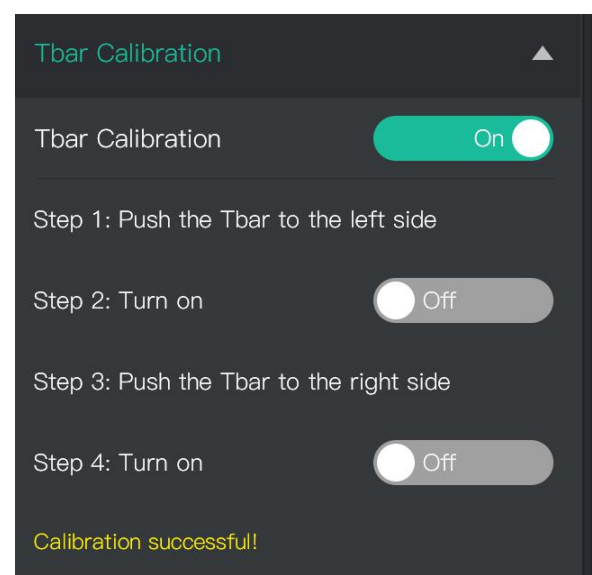 Tbar Calibration
Tbar Calibration On
Step 1: Push the Tbar to the left side
Step 2: Turn on Off
Step 3: Push the Tbar to the right side
Step 4: Turn on Off
Calibration successful!